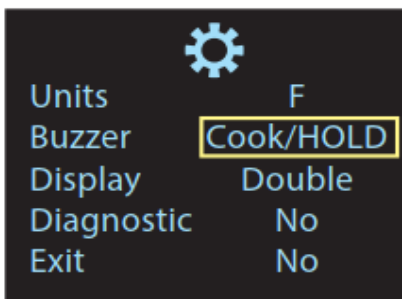 Units F
Buzzer Cook/HOLD
Display Double
Diagnostic No
Exit No